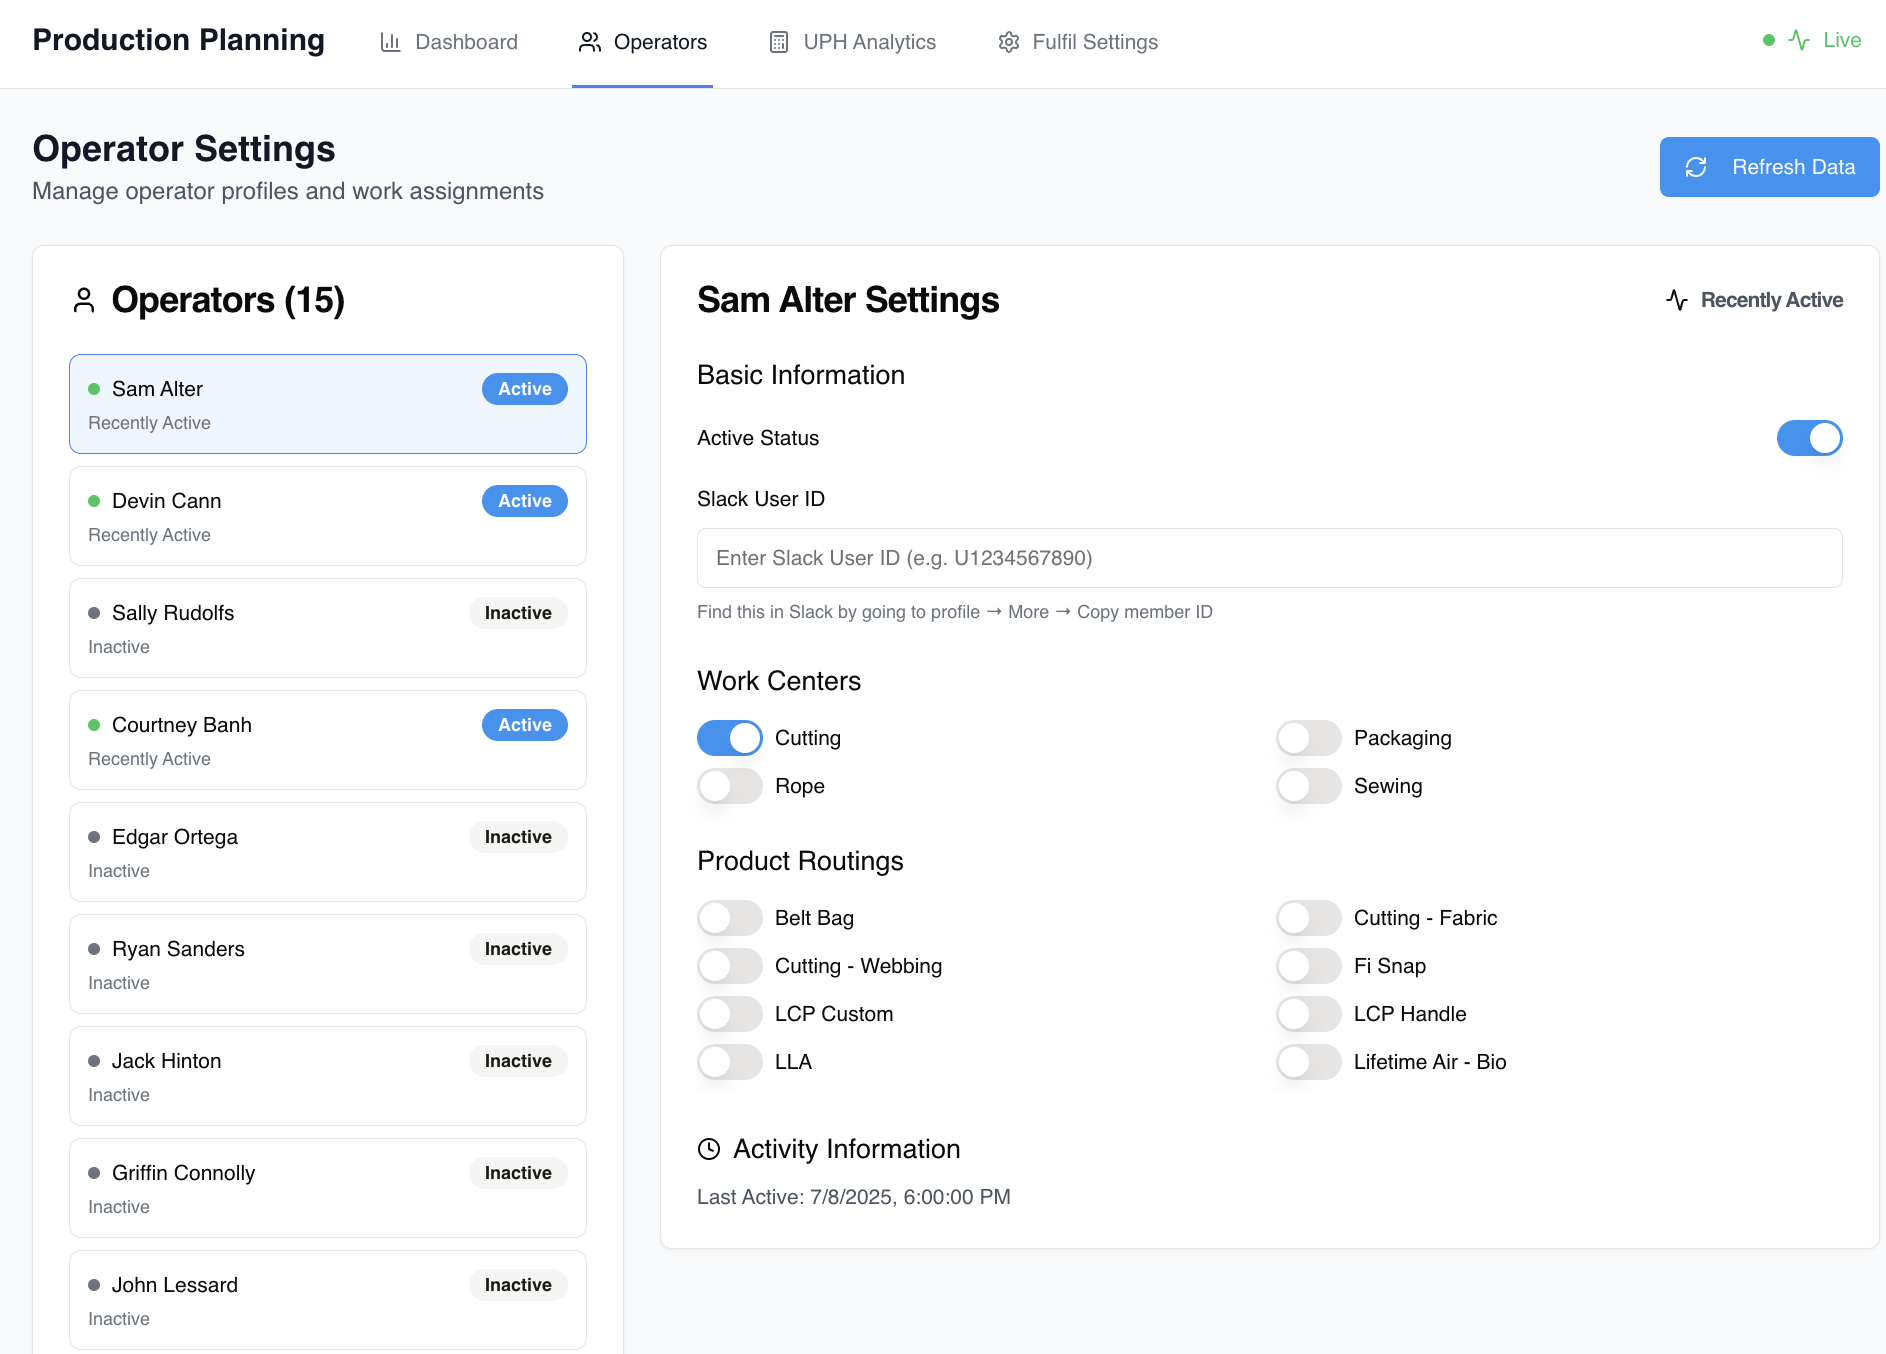 Production Planning
Dashboard
Operators
UPH Analytics
Fulfil Settings
Live
Operator Settings
Manage operator profiles and work assignments
Refresh Data
Operators (15)
Sam Alter
Active
Recently Active
Devin Cann
Active
Recently Active
Sally Rudolfs
Inactive
Inactive
Courtney Banh
Active
Recently Active
Edgar Ortega
Inactive
Inactive
Ryan Sanders
Inactive
Inactive
Jack Hinton
Inactive
Inactive
Griffin Connolly
Inactive
Inactive
John Lessard
Inactive
Inactive
Sam Alter Settings
Recently Active
Basic Information
Active Status
Slack User ID
Enter Slack User ID (e.g. U1234567890)
Find this in Slack by going to profile → More → Copy member ID
Work Centers
Cutting
Packaging
Rope
Sewing
Product Routings
Belt Bag
Cutting - Fabric
Cutting - Webbing
Fi Snap
LCP Custom
LCP Handle
LLA
Lifetime Air - Bio
Activity Information
Last Active: 7/8/2025, 6:00:00 PM